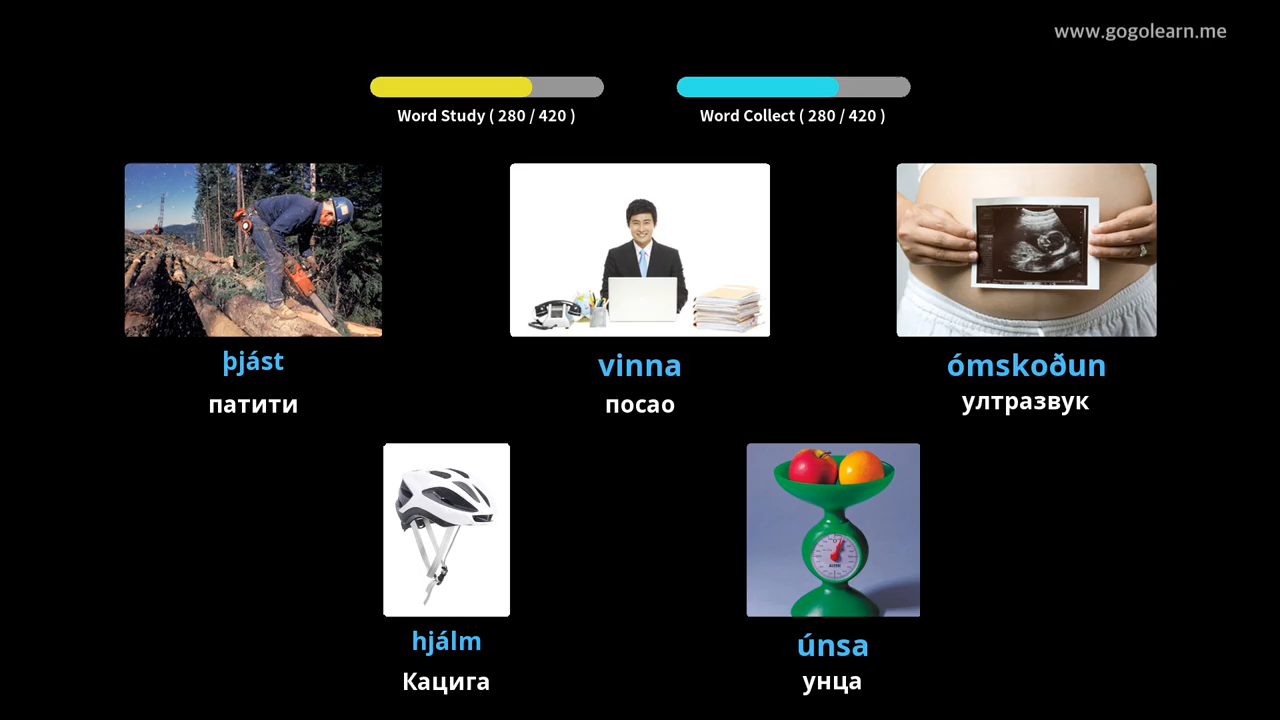 www.gogolearn.me
Word Study ( 280 / 420 )
Word Collect ( 280 / 420 )
þjást
vinna
ómskoðun
патити
посао
ултразвук
hjálm
únsa
Кацига
унца